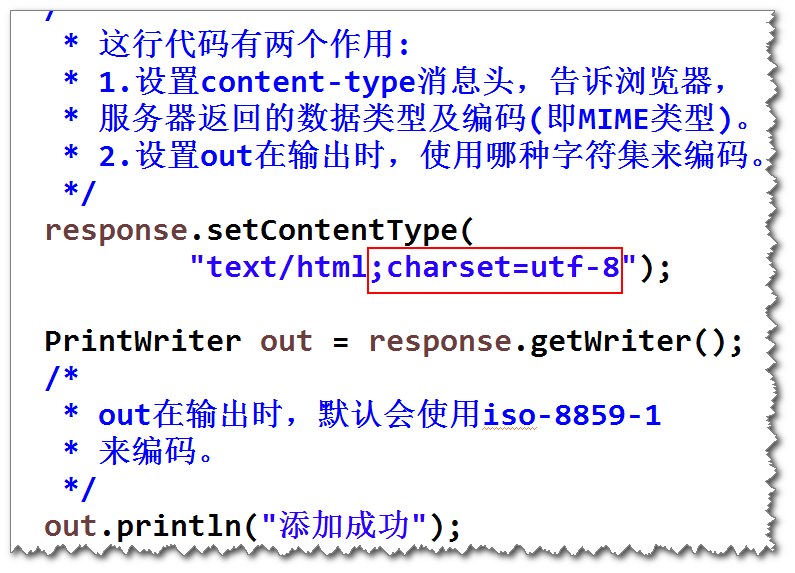 /*
* 这行代码有两个作用:
* 1.设置content-type消息头，告诉浏览器，
* 服务器返回的数据类型及编码(即MIME类型)。
* 2.设置out在输出时，使用哪种字符集来编码。
*/
response.setContentType(
"text/html;charset=utf-8");
PrintWriter out = response.getWriter();
/*
* out在输出时，默认会使用iso-8859-1
* 来编码。
*/
out.println("添加成功");